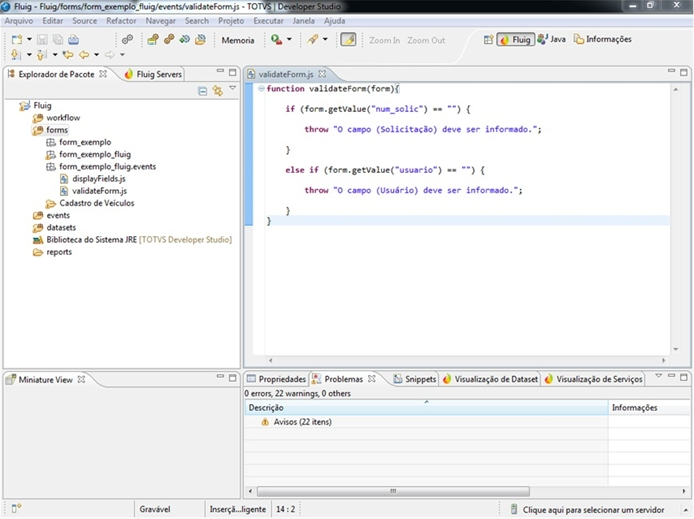 Fluig - Fluig/forms/form_exemplo_fluig/events/validateForm.js - TOTVS | Developer Studio
Arquivo Editar Source Refactor Navegar Search Projeto Executar Janela Ajuda
Memoria
Zoom In Zoom Out
Fluig Java Informações
Explorador de Pacote Fluig Servers
Fluig
workflow
forms
form_exemplo
form_exemplo_fluig
form_exemplo_fluig.events
displayFields.js
validateForm.js
Cadastro de Veículos
events
datasets
Biblioteca do Sistema JRE [TOTVS Developer Studio]
reports
validateForm.js
function validateForm(form){
if (form.getValue("num_solic") == "") {
throw "O campo (Solicitação) deve ser informado.";
}
else if (form.getValue("usuario") == "") {
throw "O campo (Usuário) deve ser informado.";
}
}
Miniature View
Propriedades Problemas Snippets Visualização de Dataset Visualização de Serviços
0 errors, 22 warnings, 0 others
Descrição Informações
Avisos (22 itens)
Gravável Inserçã...ligente 14 : 2 Clique aqui para selecionar um servidor